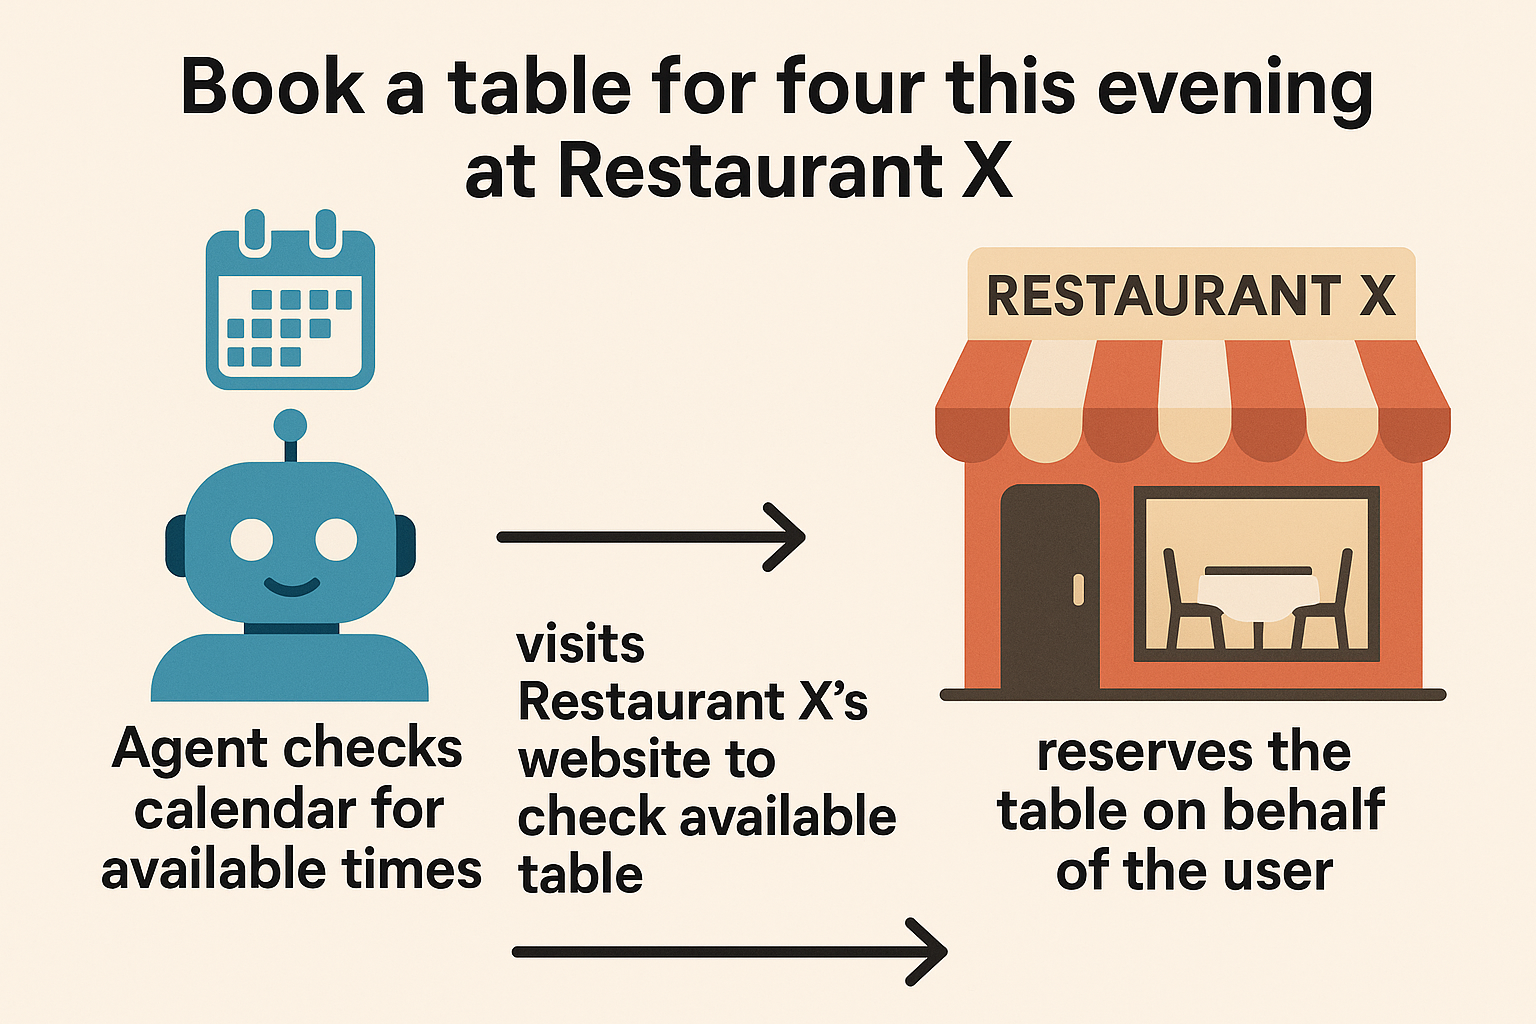 Book a table for four this evening
at Restaurant X
RESTAURANT X
Agent checks
calendar for
available times
visits
Restaurant X’s
website to
check available
table
reserves the
table on behalf
of the user